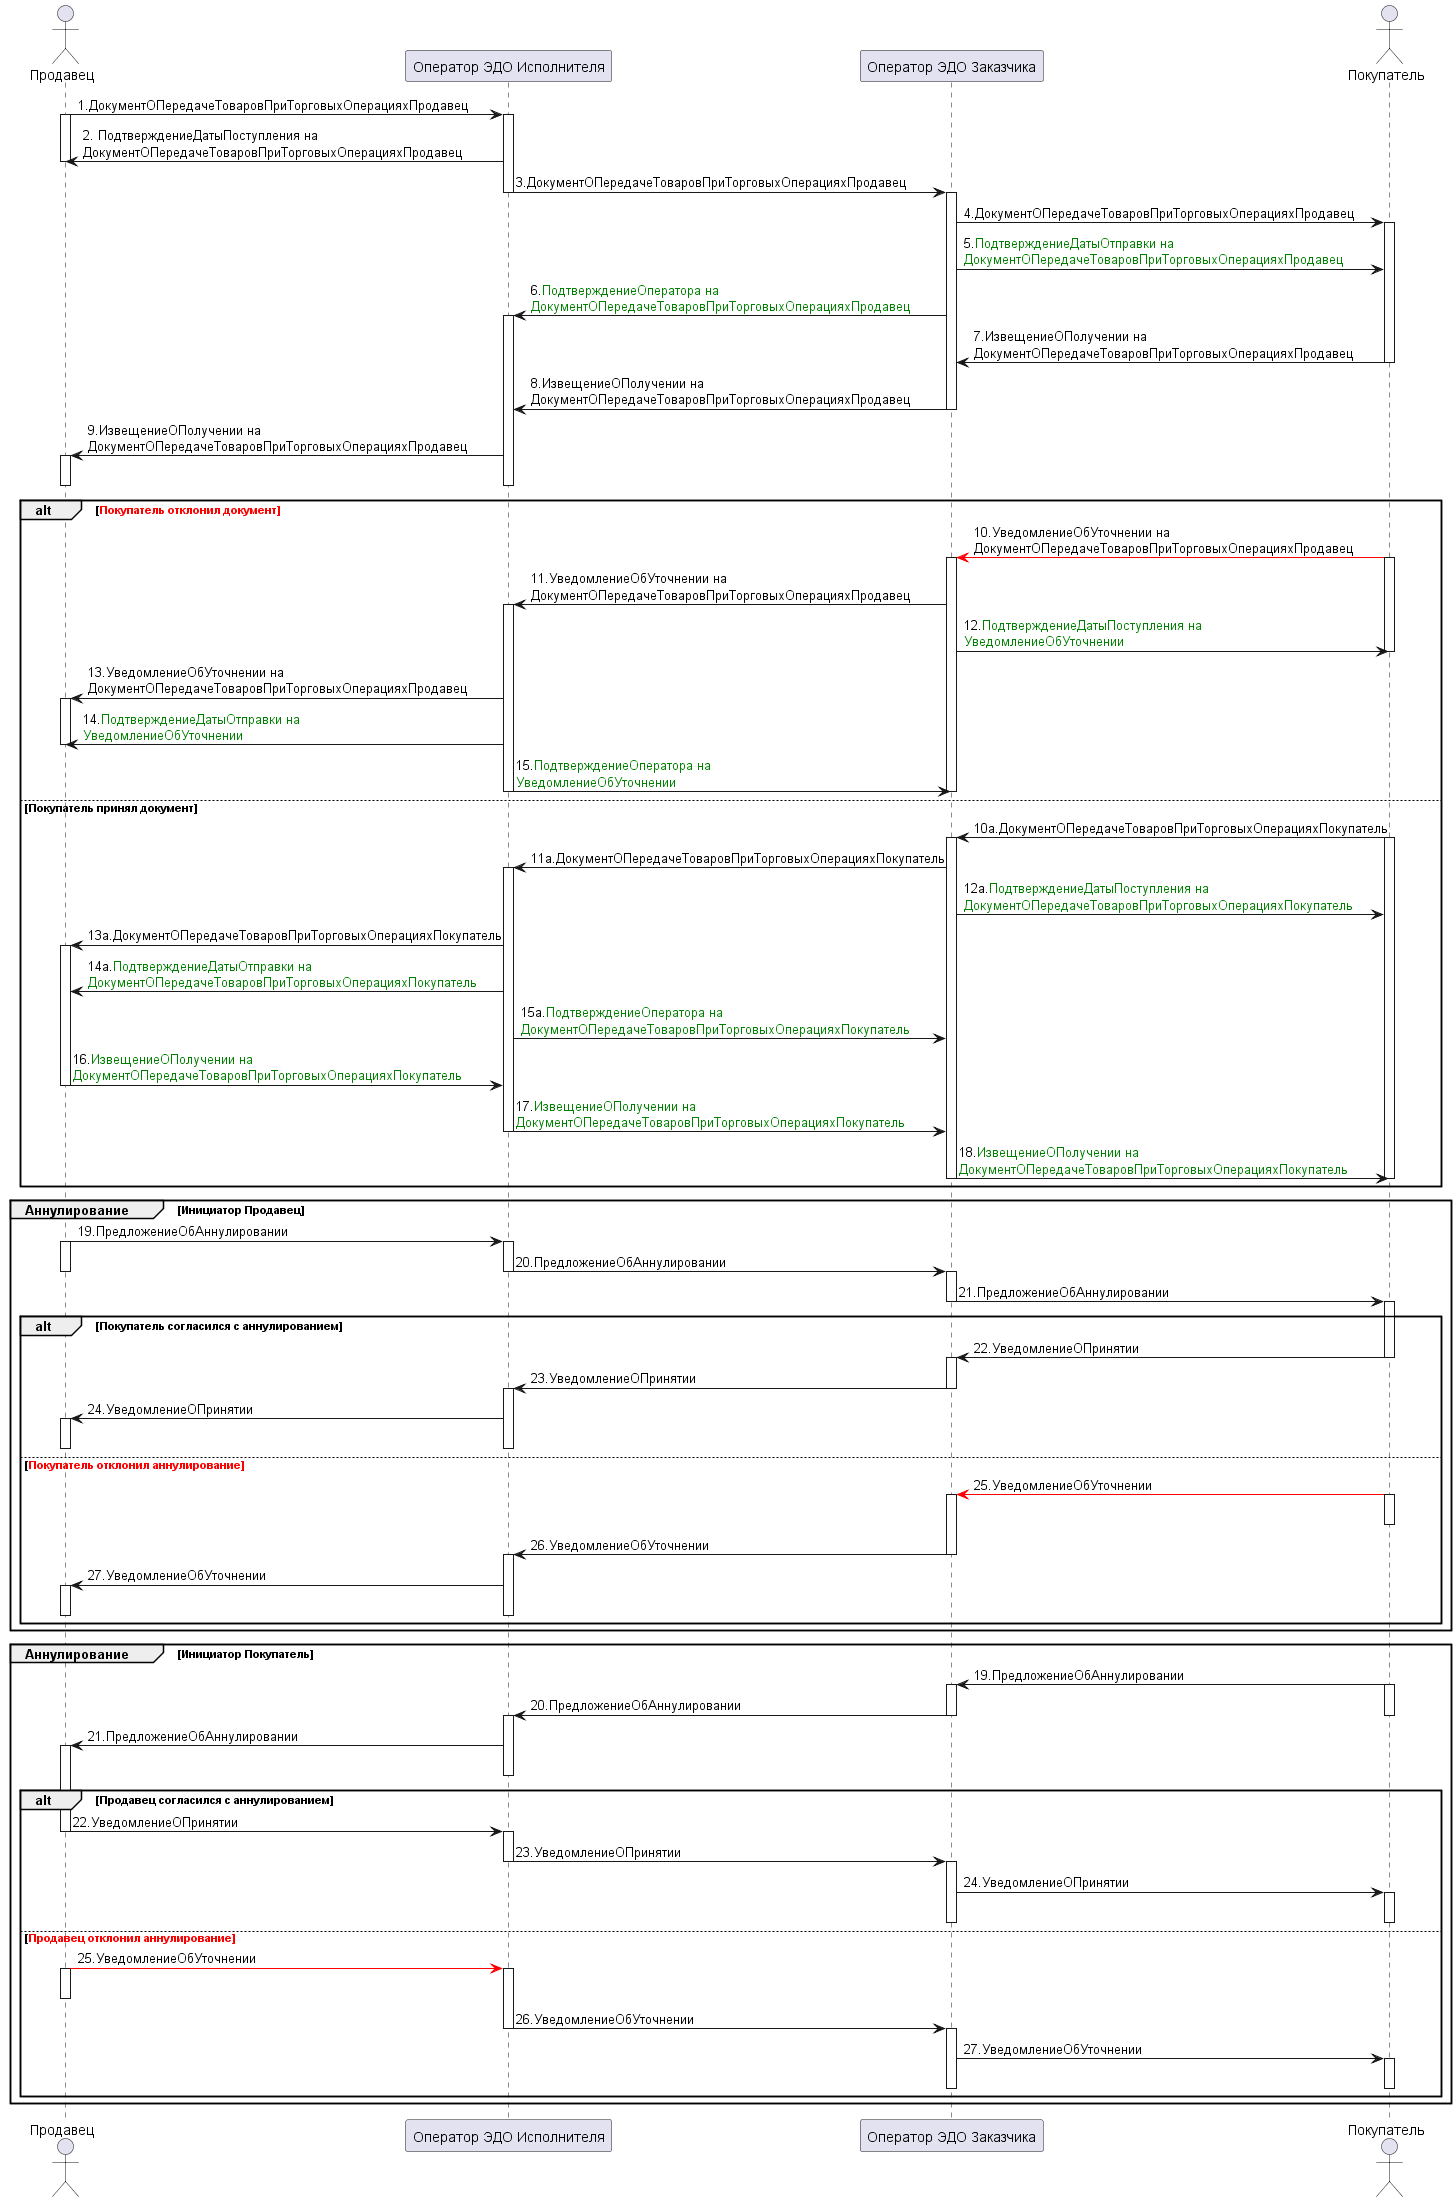 Продавец
Оператор ЭДО Исполнителя
Оператор ЭДО Заказчика
Покупатель
1.ДокументОПередачеТоваровПриТорговыхОперацияхПродавец
2. ПодтверждениеДатыПоступления на
ДокументОПередачеТоваровПриТорговыхОперацияхПродавец
3.ДокументОПередачеТоваровПриТорговыхОперацияхПродавец
4.ДокументОПередачеТоваровПриТорговыхОперацияхПродавец
5.ПодтверждениеДатыОтправки на
ДокументОПередачеТоваровПриТорговыхОперацияхПродавец
6.ПодтверждениеОператора на
ДокументОПередачеТоваровПриТорговыхОперацияхПродавец
7.ИзвещениеОПолучении на
ДокументОПередачеТоваровПриТорговыхОперацияхПродавец
8.ИзвещениеОПолучении на
ДокументОПередачеТоваровПриТорговыхОперацияхПродавец
9.ИзвещениеОПолучении на
ДокументОПередачеТоваровПриТорговыхОперацияхПродавец
alt [Покупатель отклонил документ]
10.УведомлениеОбУточнении на
ДокументОПередачеТоваровПриТорговыхОперацияхПродавец
11.УведомлениеОбУточнении на
ДокументОПередачеТоваровПриТорговыхОперацияхПродавец
12.ПодтверждениеДатыПоступления на
УведомлениеОбУточнении
13.УведомлениеОбУточнении на
ДокументОПередачеТоваровПриТорговыхОперацияхПродавец
14.ПодтверждениеДатыОтправки на
УведомлениеОбУточнении
15.ПодтверждениеОператора на
УведомлениеОбУточнении
[Покупатель принял документ]
10а.ДокументОПередачеТоваровПриТорговыхОперацияхПокупатель
11а.ДокументОПередачеТоваровПриТорговыхОперацияхПокупатель
12а.ПодтверждениеДатыПоступления на
ДокументОПередачеТоваровПриТорговыхОперацияхПокупатель
13а.ДокументОПередачеТоваровПриТорговыхОперацияхПокупатель
14а.ПодтверждениеДатыОтправки на
ДокументОПередачеТоваровПриТорговыхОперацияхПокупатель
15а.ПодтверждениеОператора на
ДокументОПередачеТоваровПриТорговыхОперацияхПокупатель
16.ИзвещениеОПолучении на
ДокументОПередачеТоваровПриТорговыхОперацияхПокупатель
17.ИзвещениеОПолучении на
ДокументОПередачеТоваровПриТорговыхОперацияхПокупатель
18.ИзвещениеОПолучении на
ДокументОПередачеТоваровПриТорговыхОперацияхПокупатель
Аннулирование [Инициатор Продавец]
19.ПредложениеОбАннулировании
20.ПредложениеОбАннулировании
21.ПредложениеОбАннулировании
alt [Покупатель согласился с аннулированием]
22.УведомлениеОПринятии
23.УведомлениеОПринятии
24.УведомлениеОПринятии
[Покупатель отклонил аннулирование]
25.УведомлениеОбУточнении
26.УведомлениеОбУточнении
27.УведомлениеОбУточнении
Аннулирование [Инициатор Покупатель]
19.ПредложениеОбАннулировании
20.ПредложениеОбАннулировании
21.ПредложениеОбАннулировании
alt [Продавец согласился с аннулированием]
22.УведомлениеОПринятии
23.УведомлениеОПринятии
24.УведомлениеОПринятии
[Продавец отклонил аннулирование]
25.УведомлениеОбУточнении
26.УведомлениеОбУточнении
27.УведомлениеОбУточнении
Продавец
Оператор ЭДО Исполнителя
Оператор ЭДО Заказчика
Покупатель